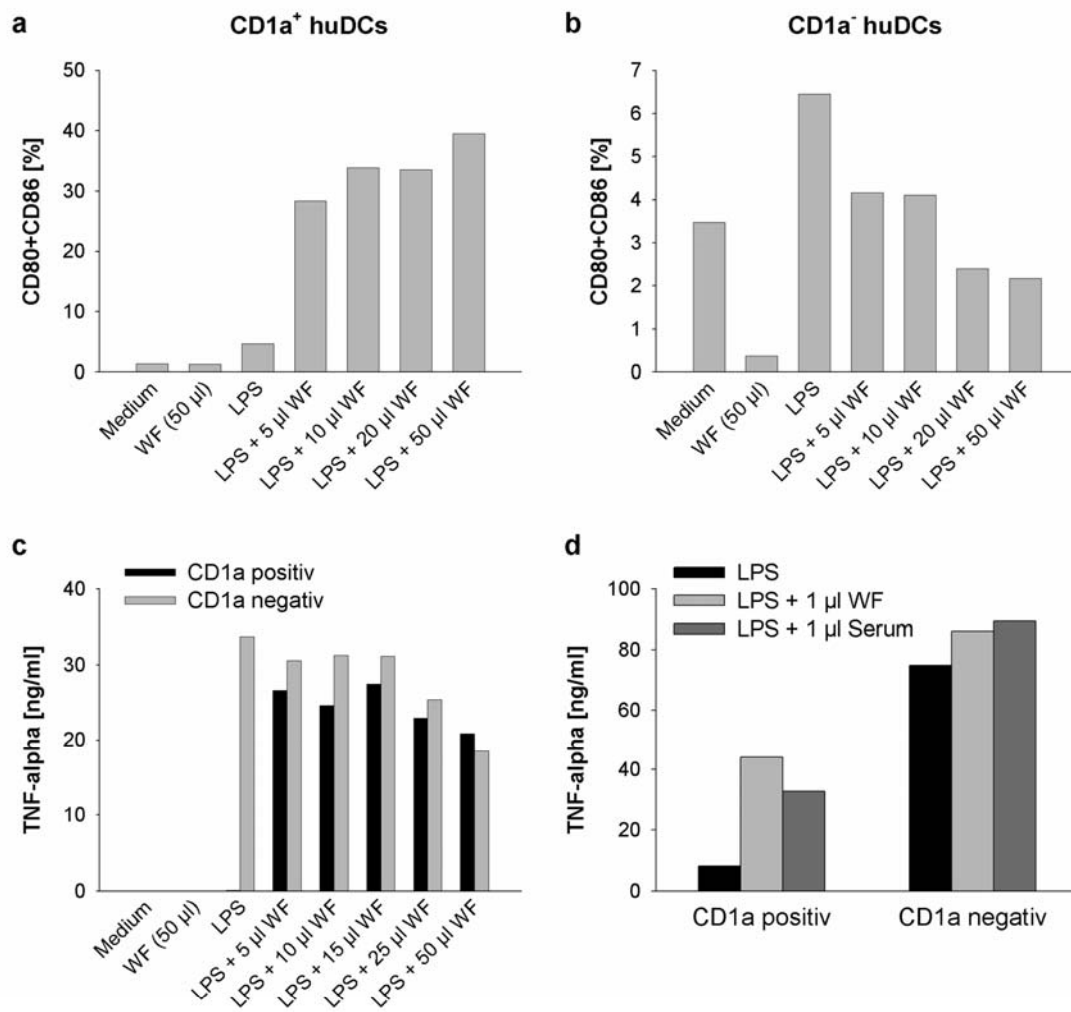 a
CD1a+ huDCs
CD80+CD86 [%]
50
40
30
20
10
0
Medium
WF (50 µl)
LPS
LPS + 5 µl WF
LPS + 10 µl WF
LPS + 20 µl WF
LPS + 50 µl WF
b
CD1a- huDCs
CD80+CD86 [%]
7
6
5
4
3
2
1
0
Medium
WF (50 µl)
LPS
LPS + 5 µl WF
LPS + 10 µl WF
LPS + 20 µl WF
LPS + 50 µl WF
c
CD1a positiv
CD1a negativ
TNF-alpha [ng/ml]
40
30
20
10
0
Medium
WF (50 µl)
LPS
LPS + 5 µl WF
LPS + 10 µl WF
LPS + 15 µl WF
LPS + 25 µl WF
LPS + 50 µl WF
d
LPS
LPS + 1 µl WF
LPS + 1 µl Serum
TNF-alpha [ng/ml]
100
80
60
40
20
0
CD1a positiv
CD1a negativ